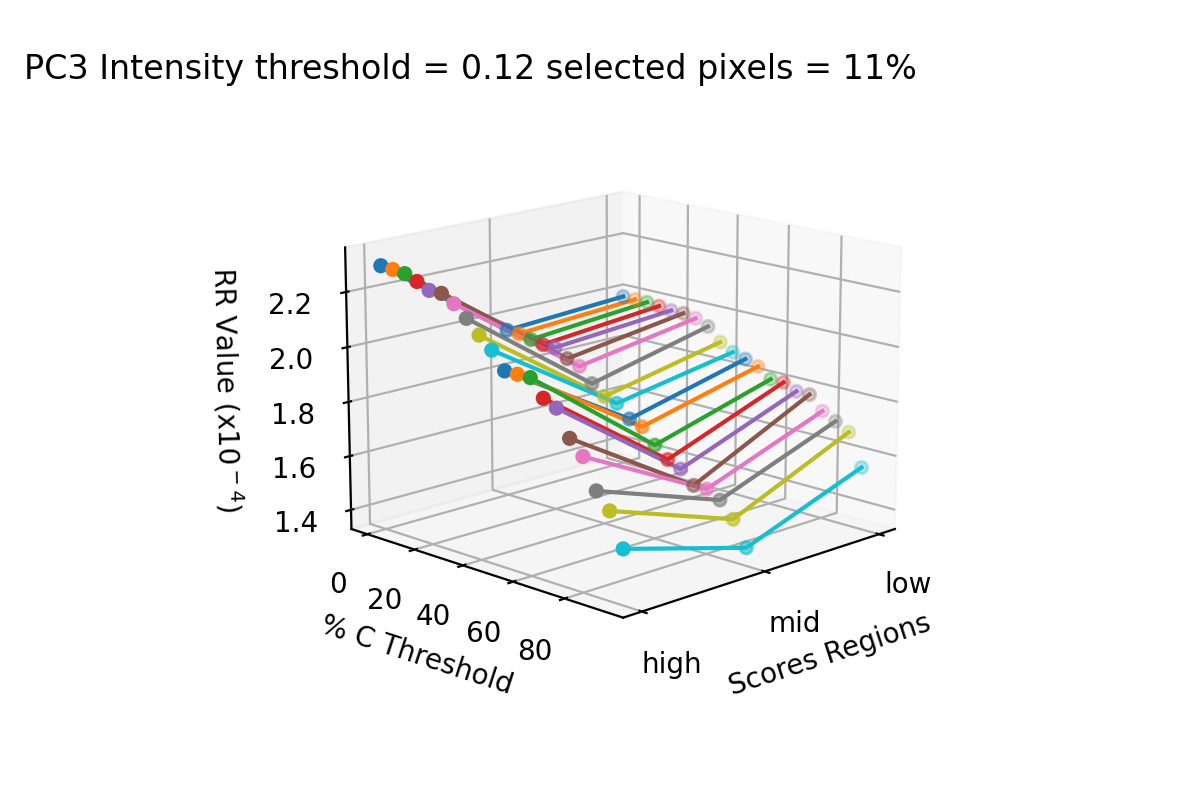 PC3 Intensity threshold = 0.12 selected pixels = 11%
RR Value (x10⁻⁴)
2.2
2.0
1.8
1.6
1.4
0
20
40
60
80
% C Threshold
high
mid
low
Scores Regions